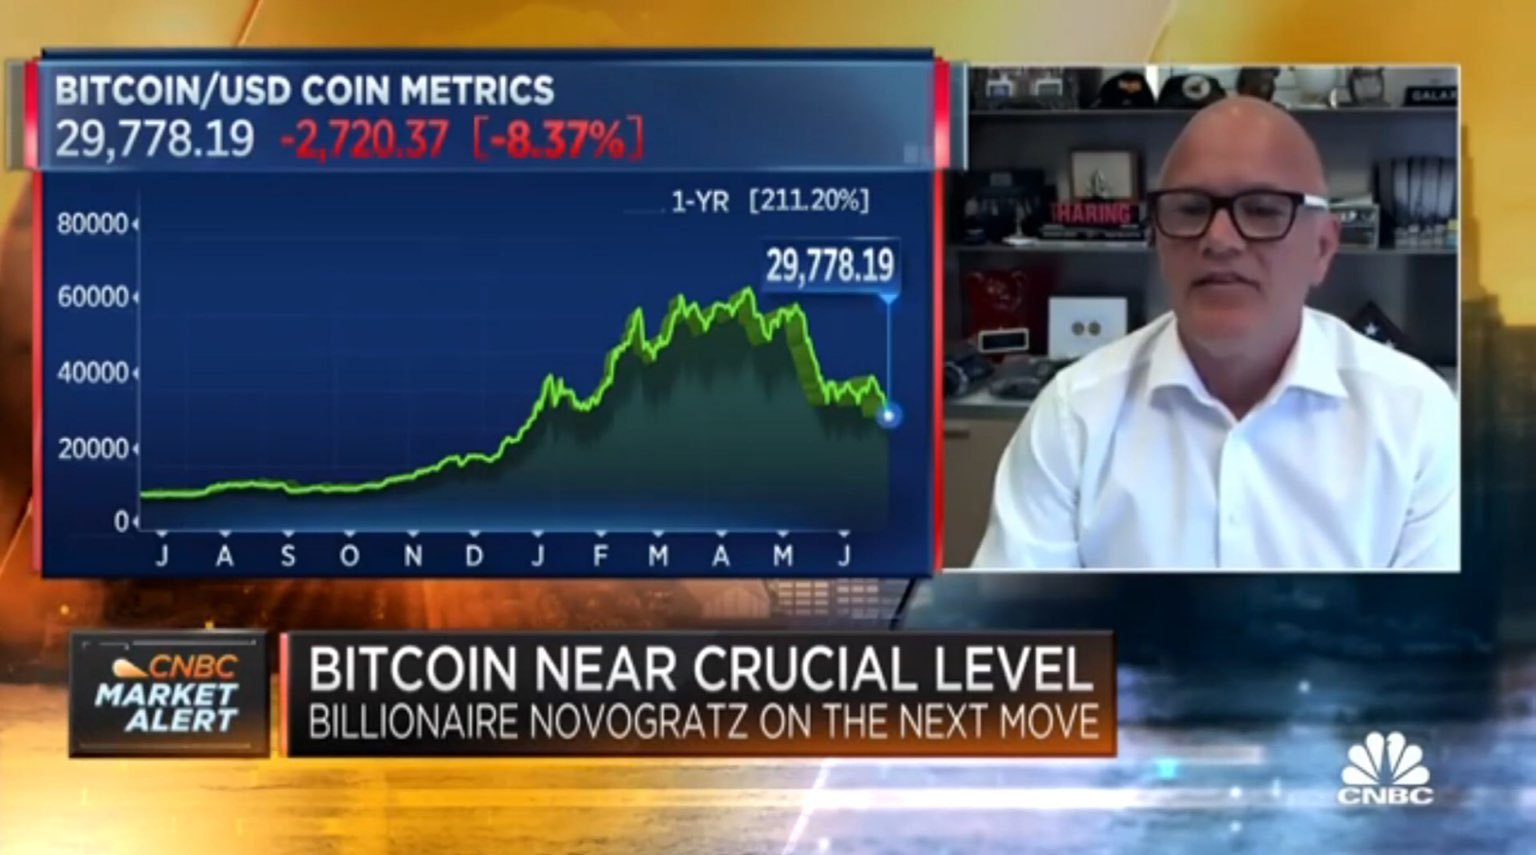 BITCOIN/USD COIN METRICS
29,778.19 -2,720.37 [-8.37%]
1-YR [211.20%]
29,778.19
80000
60000
40000
20000
0
J A S O N D J F M A M J
SHARING
CNBC
MARKET
ALERT
BITCOIN NEAR CRUCIAL LEVEL
BILLIONAIRE NOVOGRATZ ON THE NEXT MOVE
CNBC